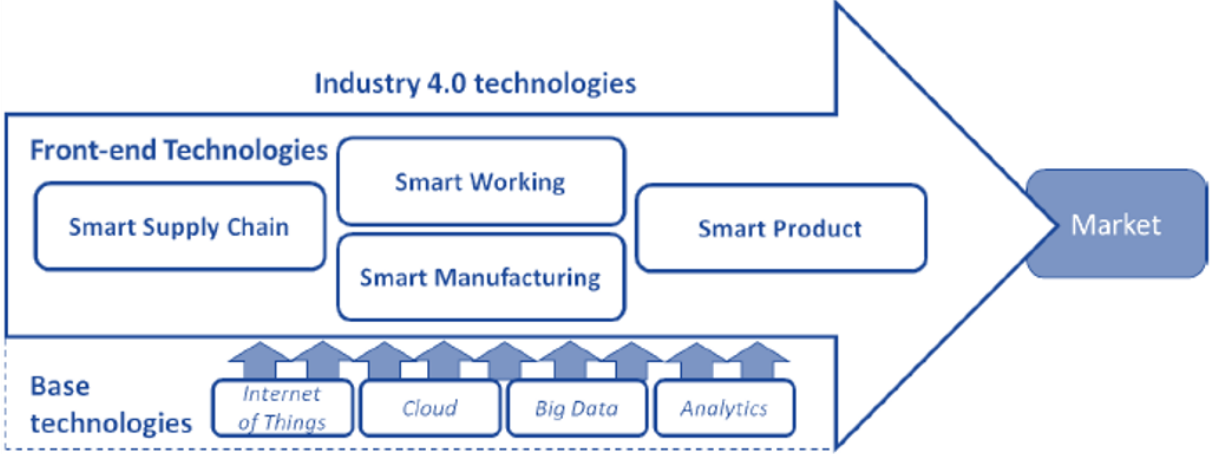 Industry 4.0 technologies
Front-end Technologies
Smart Supply Chain
Smart Working
Smart Manufacturing
Smart Product
Market
Base
technologies
Internet
of Things
Cloud
Big Data
Analytics